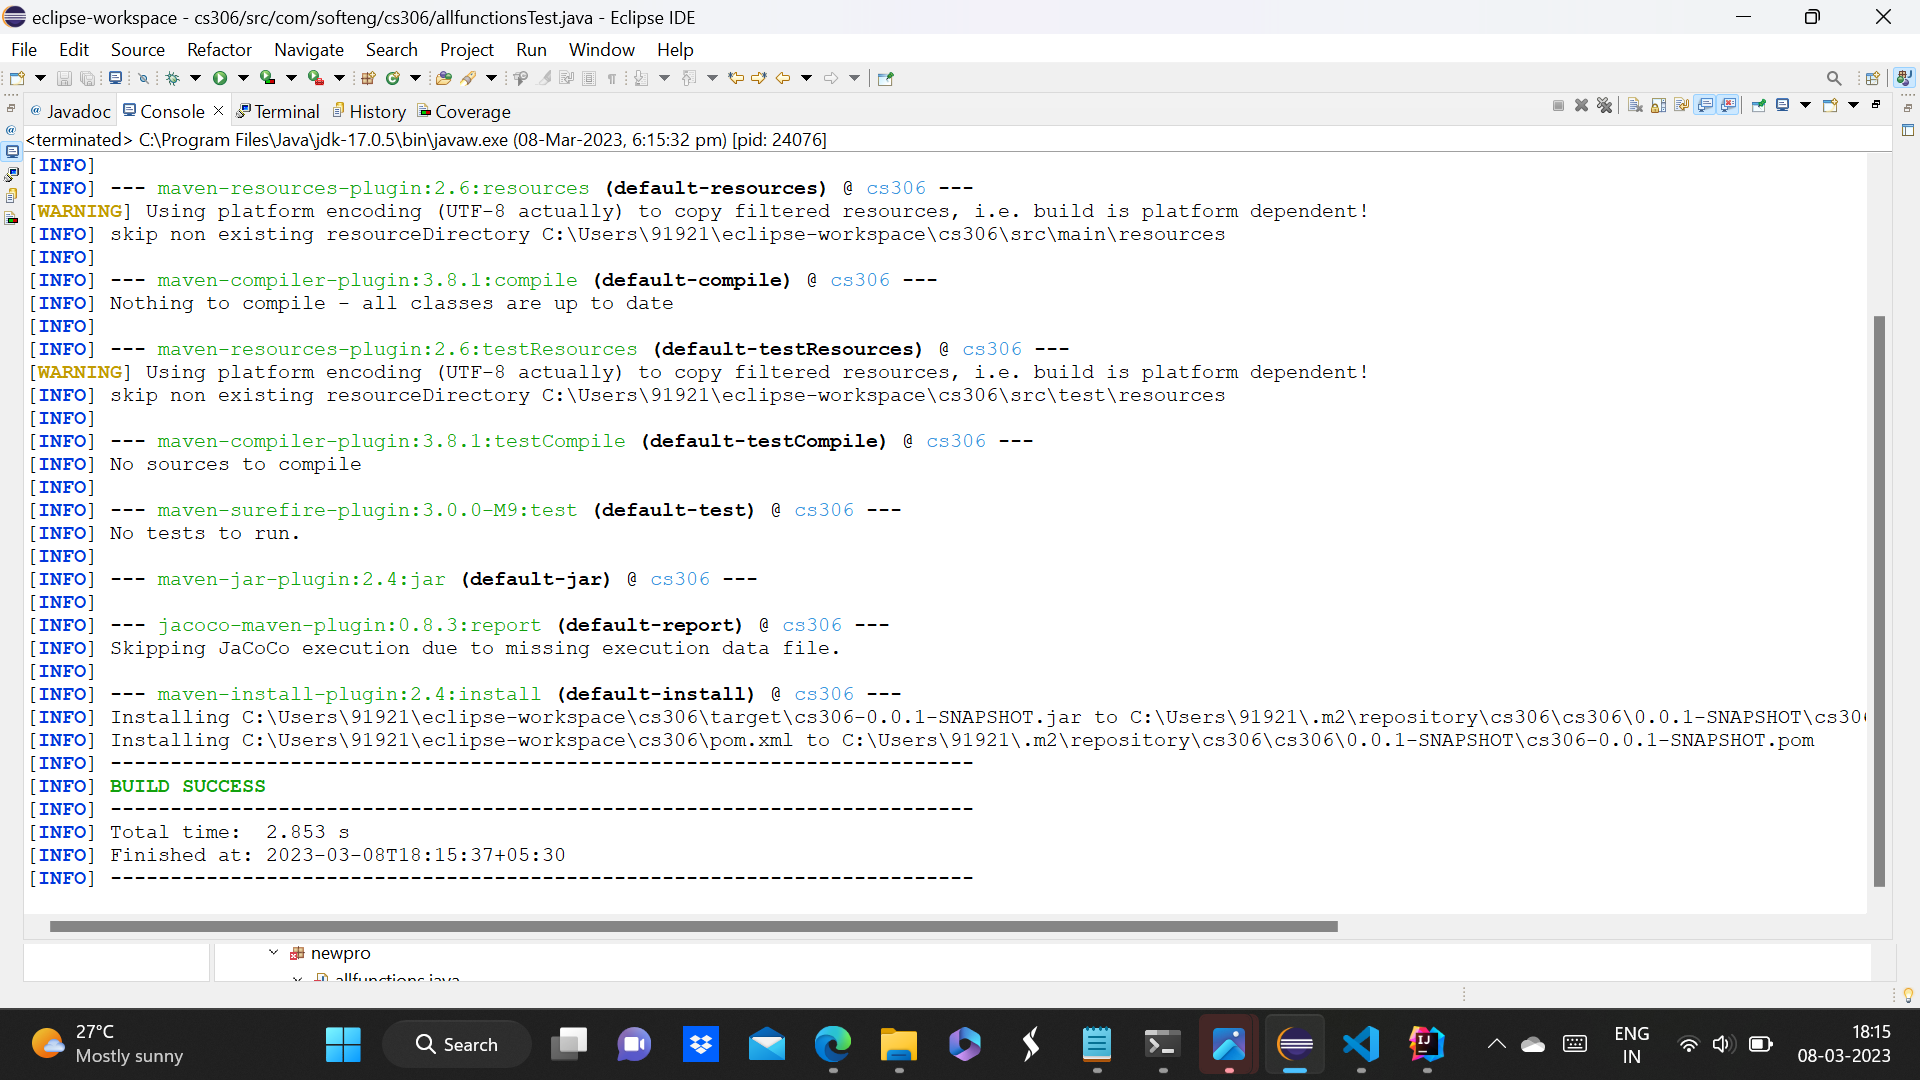 eclipse-workspace - cs306/src/com/softeng/cs306/allfunctionsTest.java - Eclipse IDE
File Edit Source Refactor Navigate Search Project Run Window Help
Javadoc Console Terminal History Coverage
<terminated> C:\Program Files\Java\jdk-17.0.5\bin\javaw.exe (08-Mar-2023, 6:15:32 pm) [pid: 24076]
[INFO]
[INFO] --- maven-resources-plugin:2.6:resources (default-resources) @ cs306 ---
[WARNING] Using platform encoding (UTF-8 actually) to copy filtered resources, i.e. build is platform dependent!
[INFO] skip non existing resourceDirectory C:\Users\91921\eclipse-workspace\cs306\src\main\resources
[INFO]
[INFO] --- maven-compiler-plugin:3.8.1:compile (default-compile) @ cs306 ---
[INFO] Nothing to compile - all classes are up to date
[INFO]
[INFO] --- maven-resources-plugin:2.6:testResources (default-testResources) @ cs306 ---
[WARNING] Using platform encoding (UTF-8 actually) to copy filtered resources, i.e. build is platform dependent!
[INFO] skip non existing resourceDirectory C:\Users\91921\eclipse-workspace\cs306\src\test\resources
[INFO]
[INFO] --- maven-compiler-plugin:3.8.1:testCompile (default-testCompile) @ cs306 ---
[INFO] No sources to compile
[INFO]
[INFO] --- maven-surefire-plugin:3.0.0-M9:test (default-test) @ cs306 ---
[INFO] No tests to run.
[INFO]
[INFO] --- maven-jar-plugin:2.4:jar (default-jar) @ cs306 ---
[INFO]
[INFO] --- jacoco-maven-plugin:0.8.3:report (default-report) @ cs306 ---
[INFO] Skipping JaCoCo execution due to missing execution data file.
[INFO]
[INFO] --- maven-install-plugin:2.4:install (default-install) @ cs306 ---
[INFO] Installing C:\Users\91921\eclipse-workspace\cs306\target\cs306-0.0.1-SNAPSHOT.jar to C:\Users\91921\.m2\repository\cs306\cs306\0.0.1-SNAPSHOT\cs30
[INFO] Installing C:\Users\91921\eclipse-workspace\cs306\pom.xml to C:\Users\91921\.m2\repository\cs306\cs306\0.0.1-SNAPSHOT\cs306-0.0.1-SNAPSHOT.pom
[INFO] ------------------------------------------------------------------------
[INFO] BUILD SUCCESS
[INFO] ------------------------------------------------------------------------
[INFO] Total time:  2.853 s
[INFO] Finished at: 2023-03-08T18:15:37+05:30
[INFO] ------------------------------------------------------------------------
newpro
allfunctions.java
27°C
Mostly sunny
Search
ENG
IN
18:15
08-03-2023